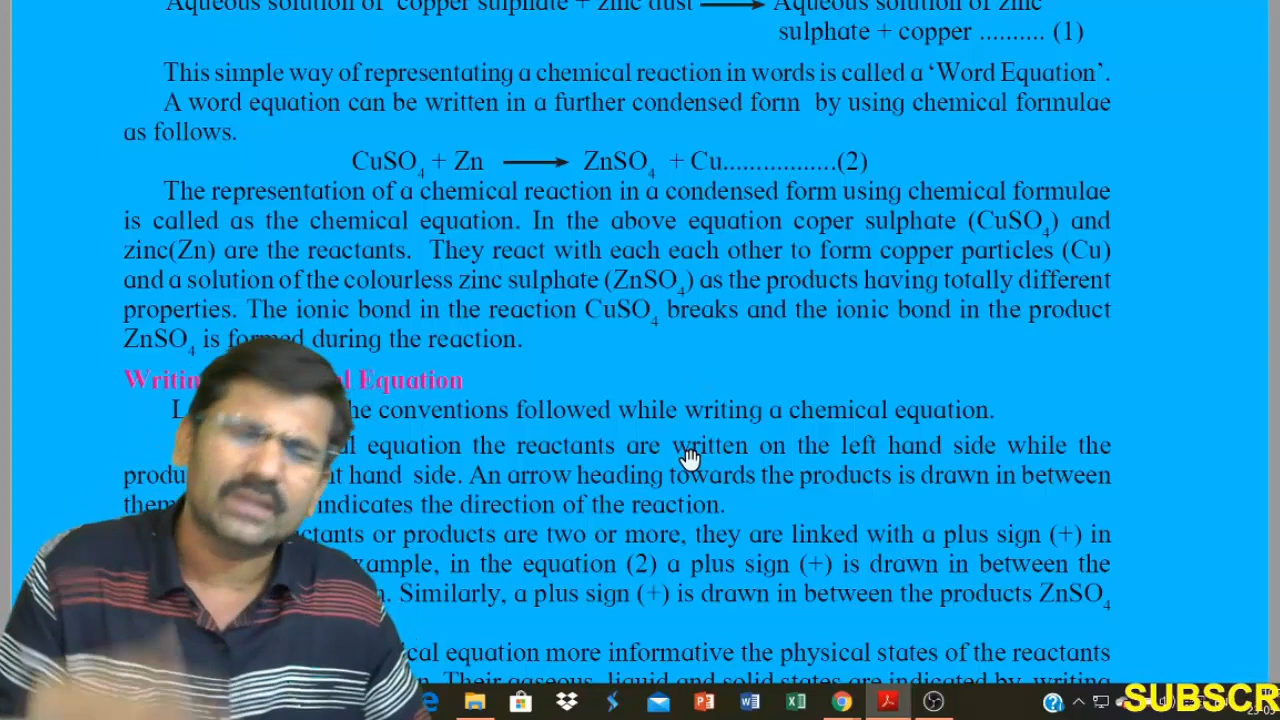 Aqueous solution of copper sulphate + zinc dust ⟶ Aqueous solution of zinc
sulphate + copper .......... (1)
This simple way of representating a chemical reaction in words is called a ‘Word Equation’.
A word equation can be written in a further condensed form by using chemical formulae
as follows.
CuSO₄ + Zn ⟶ ZnSO₄ + Cu.................(2)
The representation of a chemical reaction in a condensed form using chemical formulae
is called as the chemical equation. In the above equation coper sulphate (CuSO₄) and
zinc(Zn) are the reactants. They react with each each other to form copper particles (Cu)
and a solution of the colourless zinc sulphate (ZnSO₄) as the products having totally different
properties. The ionic bond in the reaction CuSO₄ breaks and the ionic bond in the product
ZnSO₄ is formed during the reaction.
Equation
the conventions followed while writing a chemical equation.
equation the reactants are written on the left hand side while the
hand side. An arrow heading towards the products is drawn in between
indicates the direction of the reaction.
or products are two or more, they are linked with a plus sign (+) in
in the equation (2) a plus sign (+) is drawn in between the
Similarly, a plus sign (+) is drawn in between the products ZnSO₄
equation more informative the physical states of the reactants
Their gaseous, liquid and solid states are indicated by writing
SUBSCR